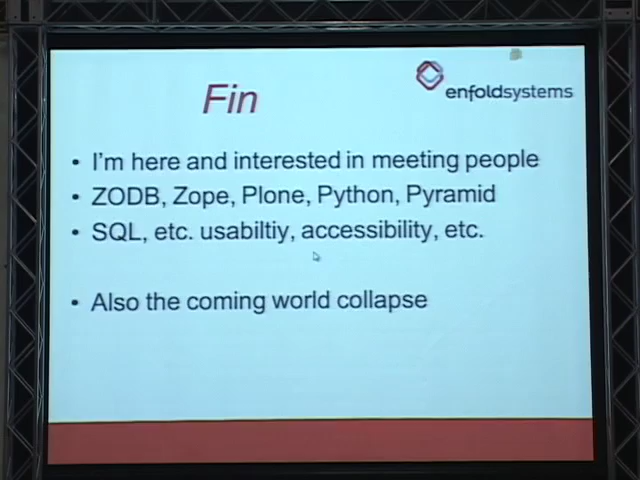 enfoldsystems
Fin
• I'm here and interested in meeting people
• ZODB, Zope, Plone, Python, Pyramid
• SQL, etc. usabiltiy, accessibility, etc.
• Also the coming world collapse